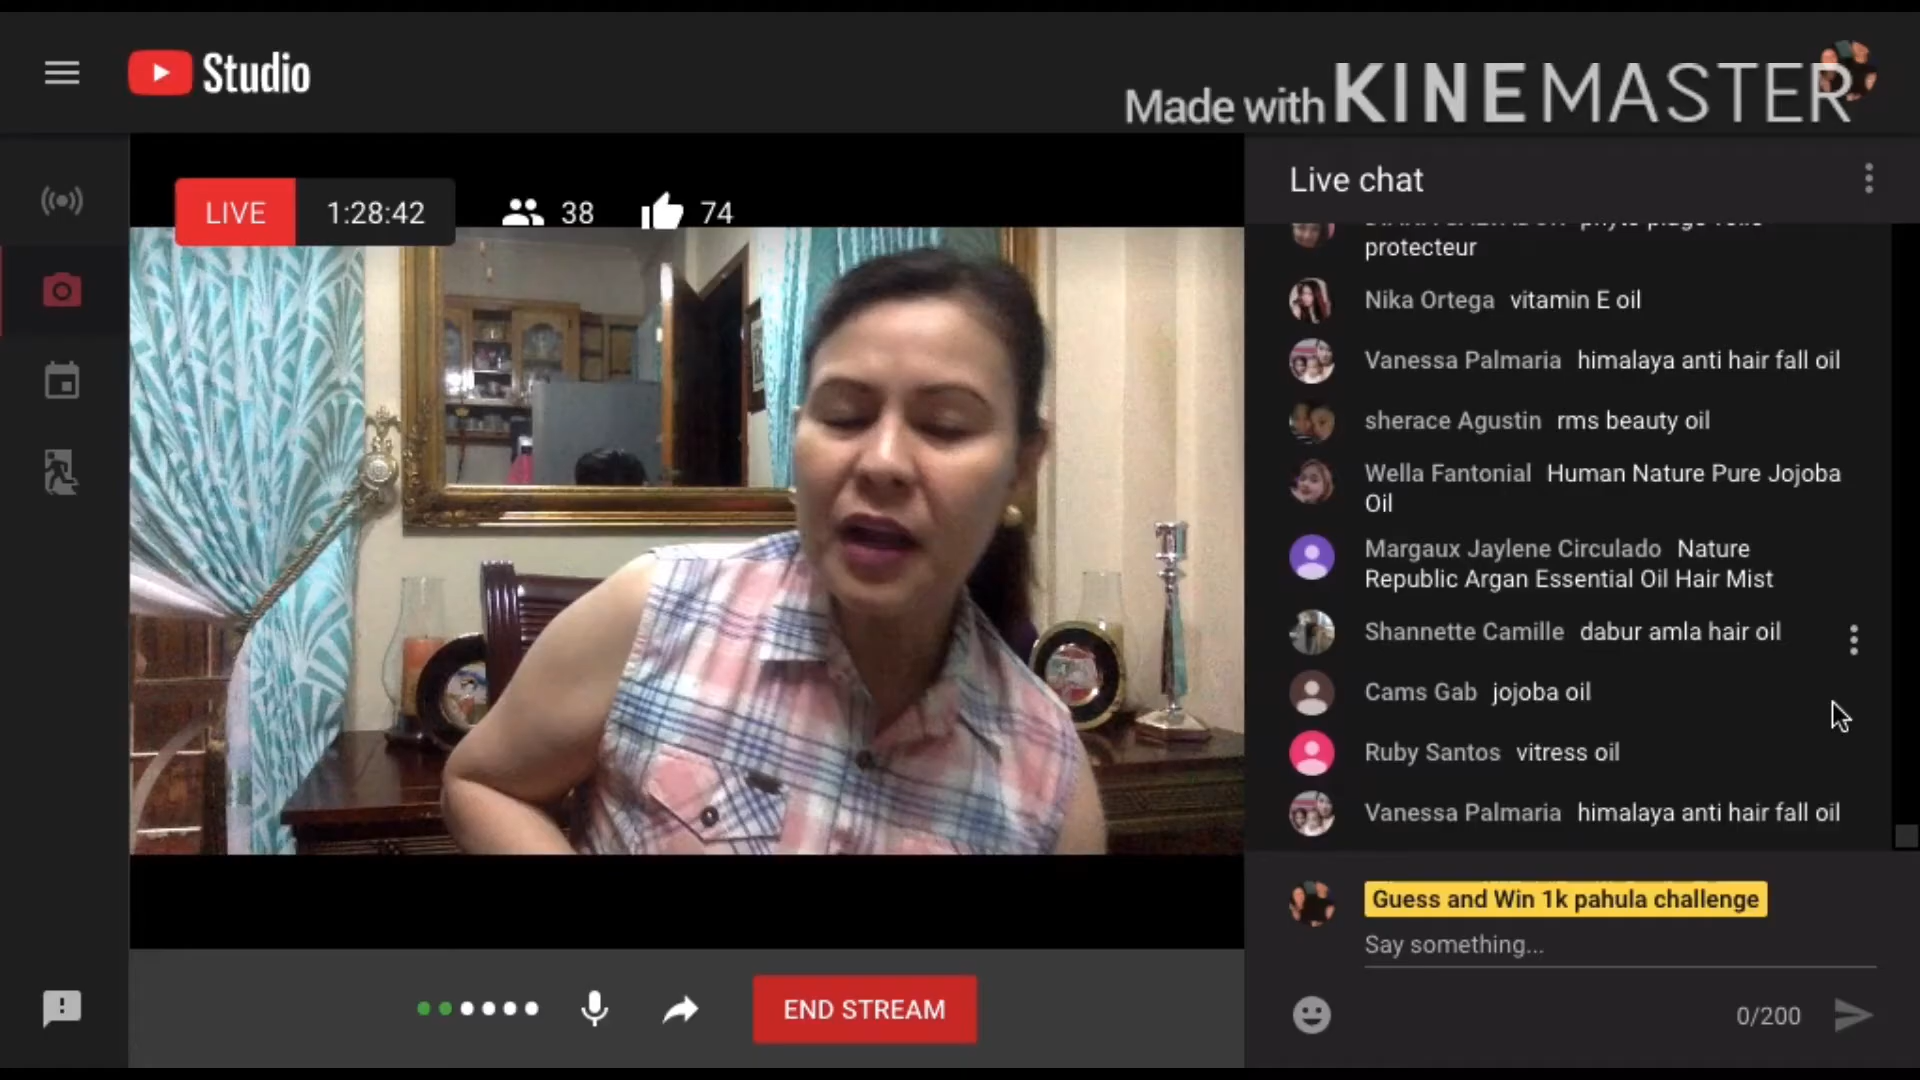 Studio
Made with KINEMASTER
LIVE 1:28:42 38 74
Live chat
protecteur
Nika Ortega vitamin E oil
Vanessa Palmaria himalaya anti hair fall oil
sherace Agustin rms beauty oil
Wella Fantonial Human Nature Pure Jojoba
Oil
Margaux Jaylene Circulado Nature
Republic Argan Essential Oil Hair Mist
Shannette Camille dabur amla hair oil
Cams Gab jojoba oil
Ruby Santos vitress oil
Vanessa Palmaria himalaya anti hair fall oil
Guess and Win 1k pahula challenge
Say something...
0/200
END STREAM